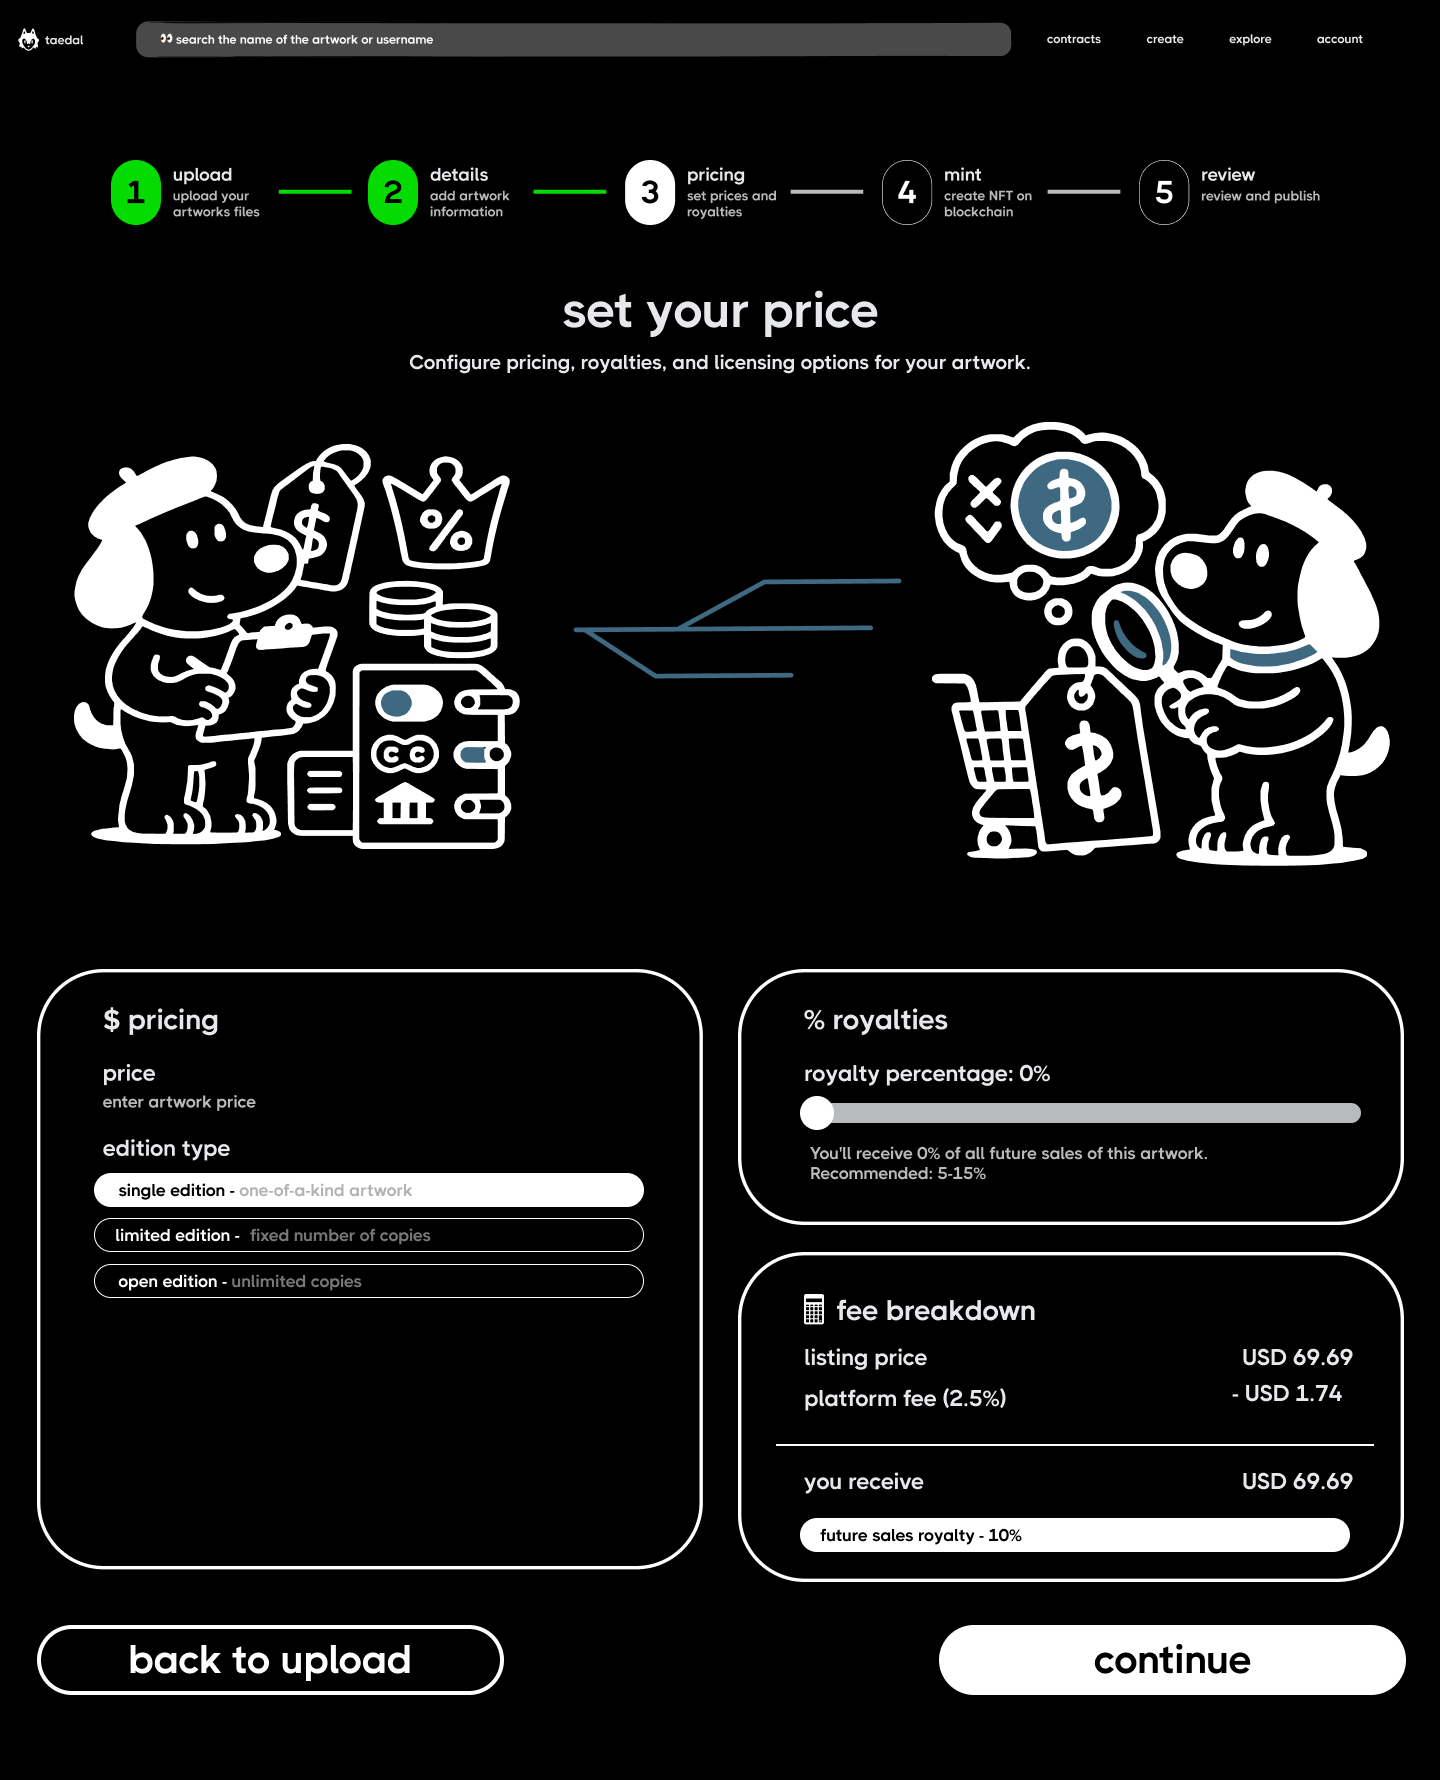 taedal
👀 search the name of the artwork or username
contracts
create
explore
account
1
upload
upload your
artworks files
2
details
add artwork
information
3
pricing
set prices and
royalties
4
mint
create NFT on
blockchain
5
review
review and publish
set your price
Configure pricing, royalties, and licensing options for your artwork.
$
%
cc
$
$
$ pricing
price
enter artwork price
edition type
single edition - one-of-a-kind artwork
limited edition - fixed number of copies
open edition - unlimited copies
% royalties
royalty percentage: 0%
You'll receive 0% of all future sales of this artwork.
Recommended: 5-15%
fee breakdown
listing price USD 69.69
platform fee (2.5%) - USD 1.74
you receive USD 69.69
future sales royalty - 10%
back to upload
continue